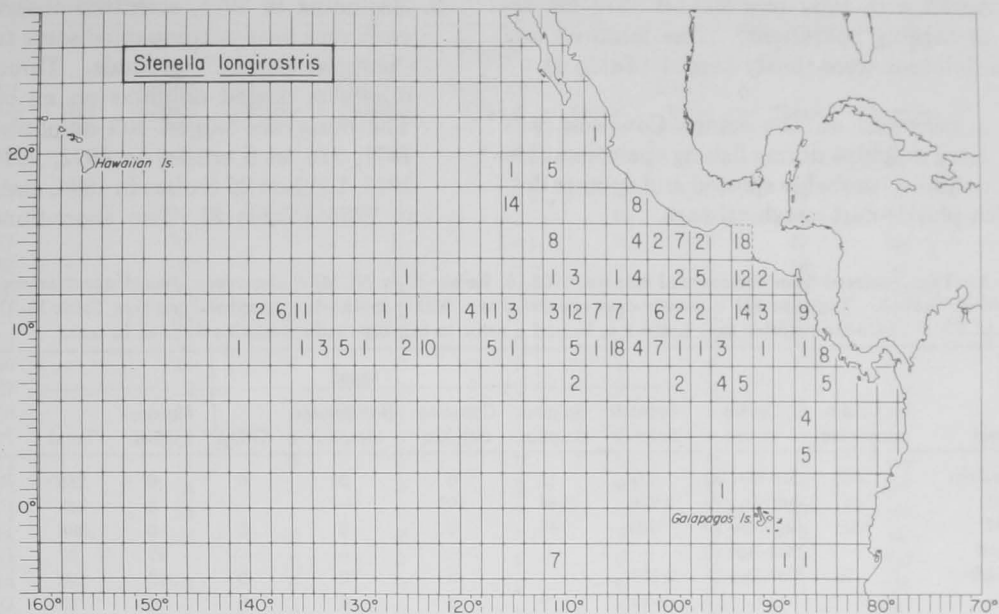 Stenella longirostris
1
20°
Hawaiian Is.
1 5
14 8
8 4 2 7 2 18
1 1 3 1 4 2 5 12 1
2 6 11 1 1 1 4 11 3 3 12 7 7 6 2 2 14 3 9
10°
1 1 3 5 1 2 10 5 1 5 1 18 4 7 1 1 3 1 1 8
2 2 4 5 5
4
5
1
0°
Galapagos Is.
7 1 1
160° 150° 140° 130° 120° 110° 100° 90° 80° 70°